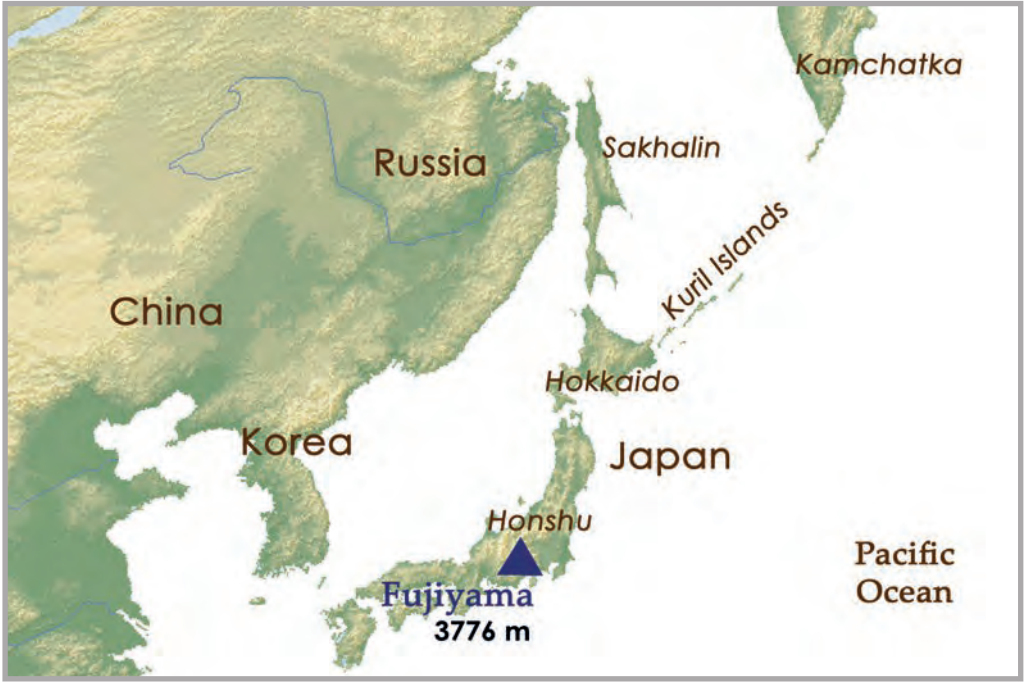 Kamchatka
Sakhalin
Russia
Kuril Islands
China
Hokkaido
Korea
Japan
Honshu
Pacific
Ocean
Fujiyama
3776 m